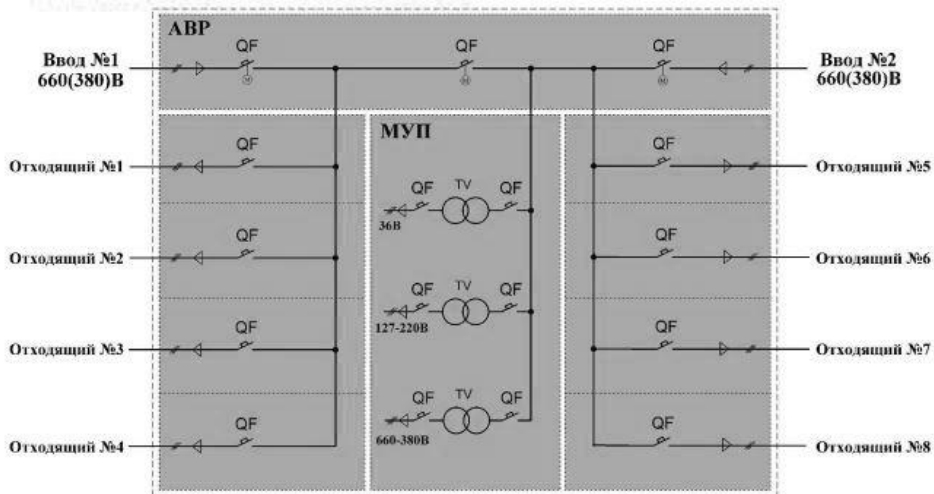 АВР
QF
QF
QF
Ввод №1
660(380)В
Ввод №2
660(380)В
М
М
М
МУП
QF
QF
Отходящий №1
Отходящий №5
QF
TV
QF
36В
QF
QF
Отходящий №2
Отходящий №6
QF
TV
QF
127-220В
QF
QF
Отходящий №3
Отходящий №7
QF
TV
QF
660-380В
QF
QF
Отходящий №4
Отходящий №8